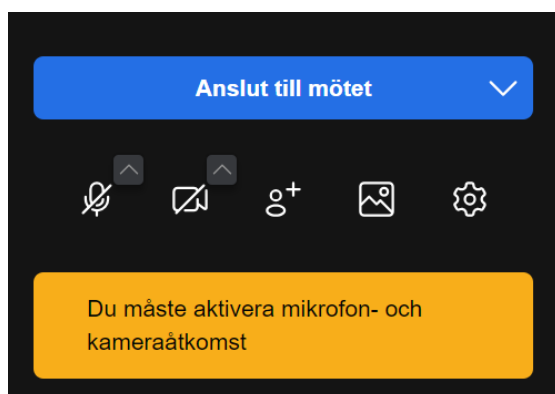 Anslut till mötet
Du måste aktivera mikrofon- och
kameraåtkomst